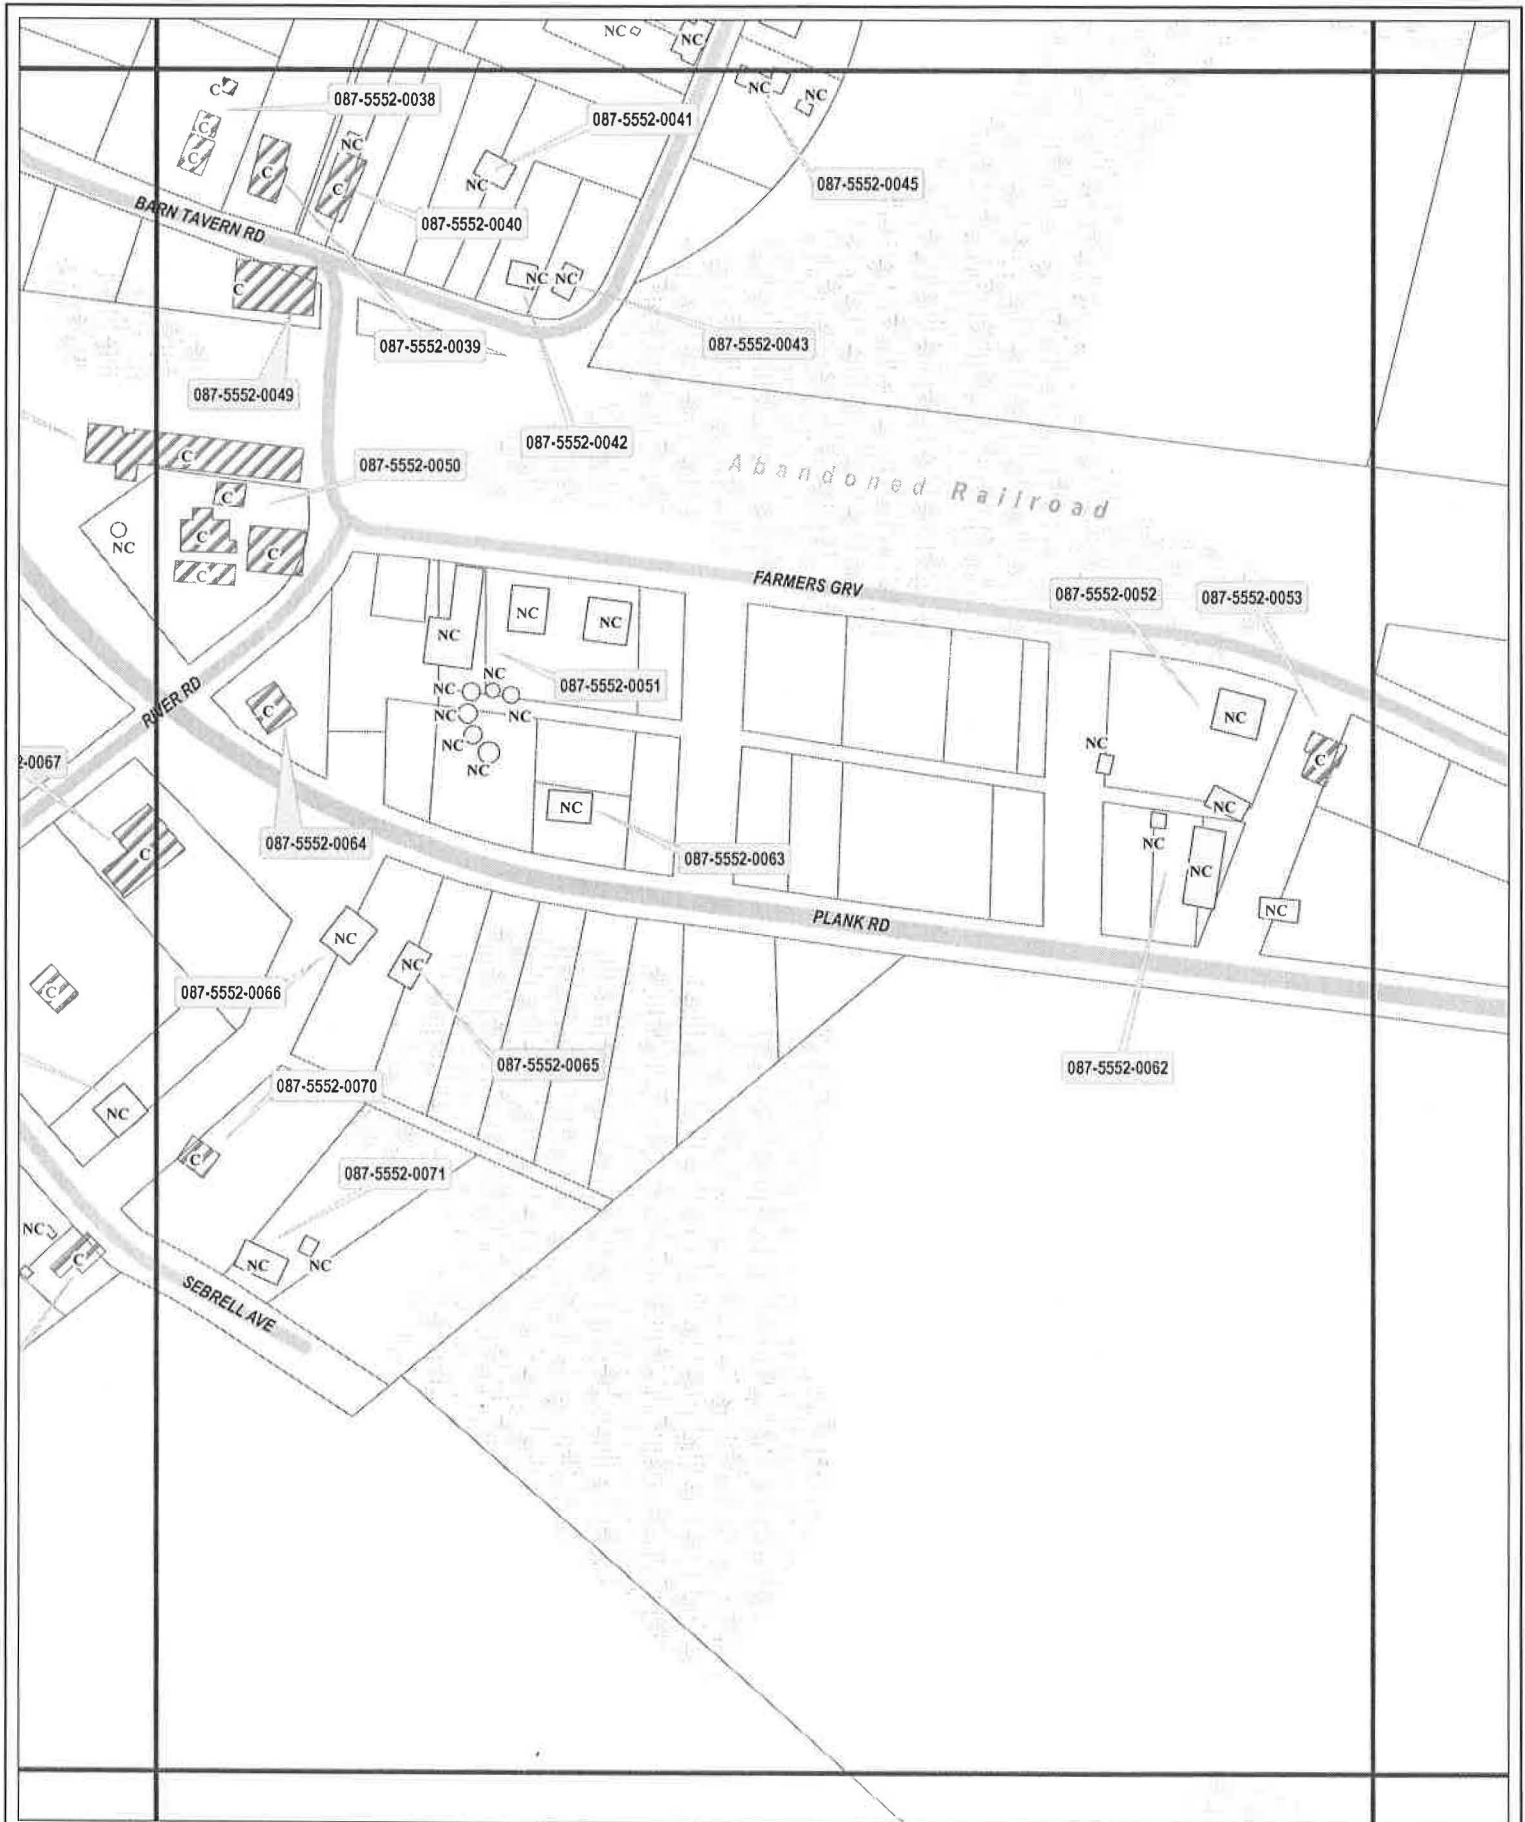 NC
NC
NC
NC
C
087-5552-0038
087-5552-0041
C
NC
C
C
C
NC
087-5552-0045
087-5552-0040
BARN TAVERN RD
NC
NC
C
087-5552-0039
087-5552-0043
087-5552-0049
087-5552-0042
C
087-5552-0050
Abandoned Railroad
C
C
NC
C
C
FARMERS GRV
087-5552-0052
087-5552-0053
NC
NC
NC
NC
087-5552-0051
NC
RIVER RD
C
NC
NC
NC
NC
NC
NC
C
2-0067
NC
NC
087-5552-0064
C
087-5552-0063
NC
NC
NC
PLANK RD
NC
NC
C
087-5552-0066
087-5552-0065
087-5552-0062
087-5552-0070
NC
C
087-5552-0071
NC
C
NC
NC
SEBRELL AVE